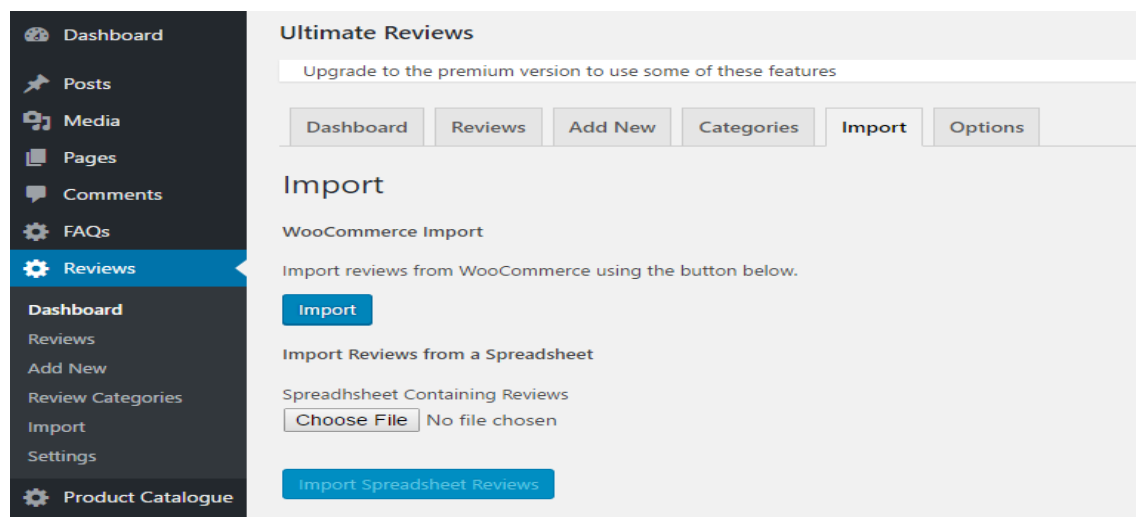 Dashboard
Posts
Media
Pages
Comments
FAQs
Reviews
Dashboard
Reviews
Add New
Review Categories
Import
Settings
Product Catalogue
Ultimate Reviews
Upgrade to the premium version to use some of these features
Dashboard Reviews Add New Categories Import Options
Import
WooCommerce Import
Import reviews from WooCommerce using the button below.
Import
Import Reviews from a Spreadsheet
Spreadhsheet Containing Reviews
Choose File No file chosen
Import Spreadsheet Reviews